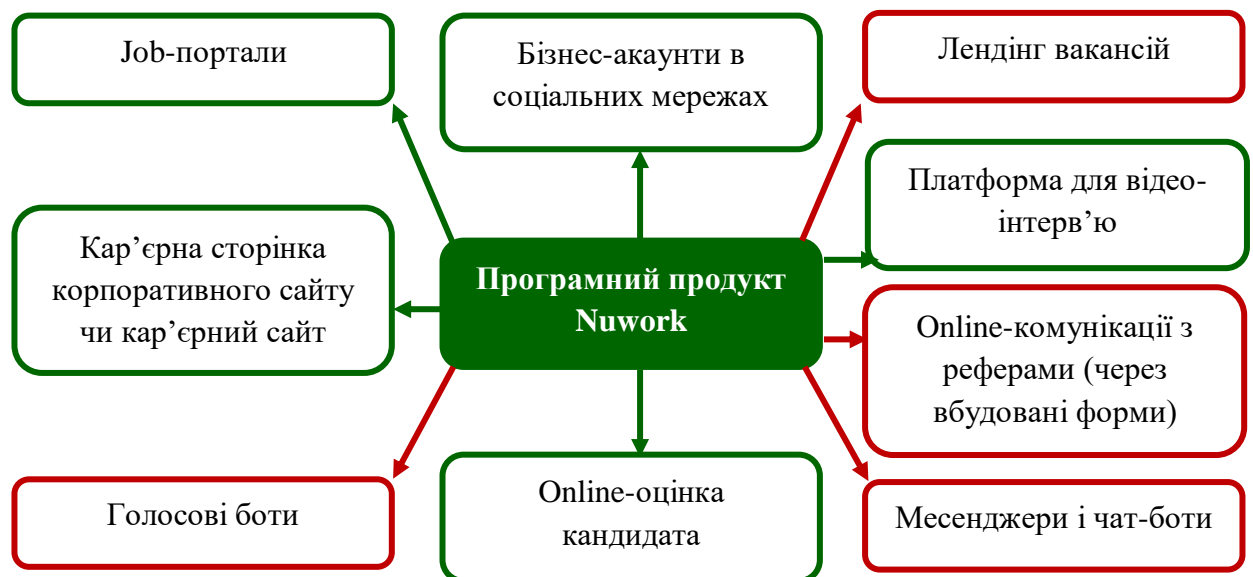 Job-портали
Бізнес-акаунти в
соціальних мережах
Лендінг вакансій
Платформа для відео-
інтерв’ю
Кар’єрна сторінка
корпоративного сайту
чи кар’єрний сайт
Програмний продукт
Nuwork
Online-комунікації з
реферами (через
вбудовані форми)
Голосові боти
Online-оцінка
кандидата
Месенджери і чат-боти